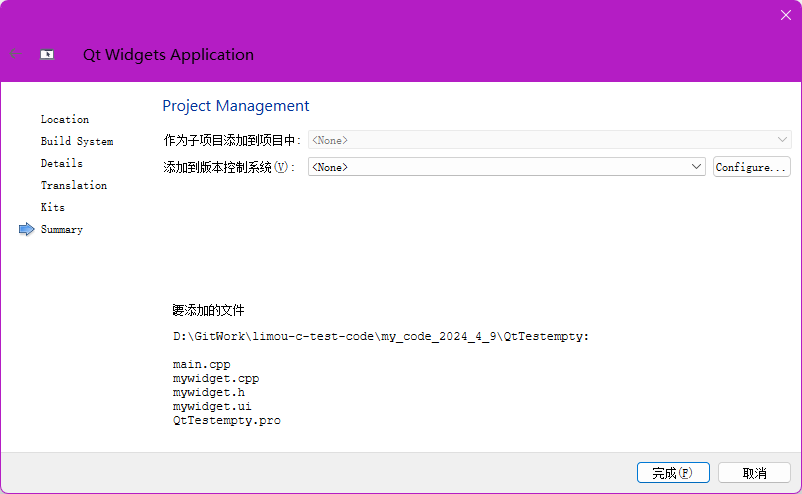 Qt Widgets Application
Location
Build System
Details
Translation
Kits
Summary
Project Management
作为子项目添加到项目中: <None>
添加到版本控制系统(V): <None> Configure...
要添加的文件
D:\GitWork\limou-c-test-code\my_code_2024_4_9\QtTestempty:
main.cpp
mywidget.cpp
mywidget.h
mywidget.ui
QtTestempty.pro
完成(F) 取消